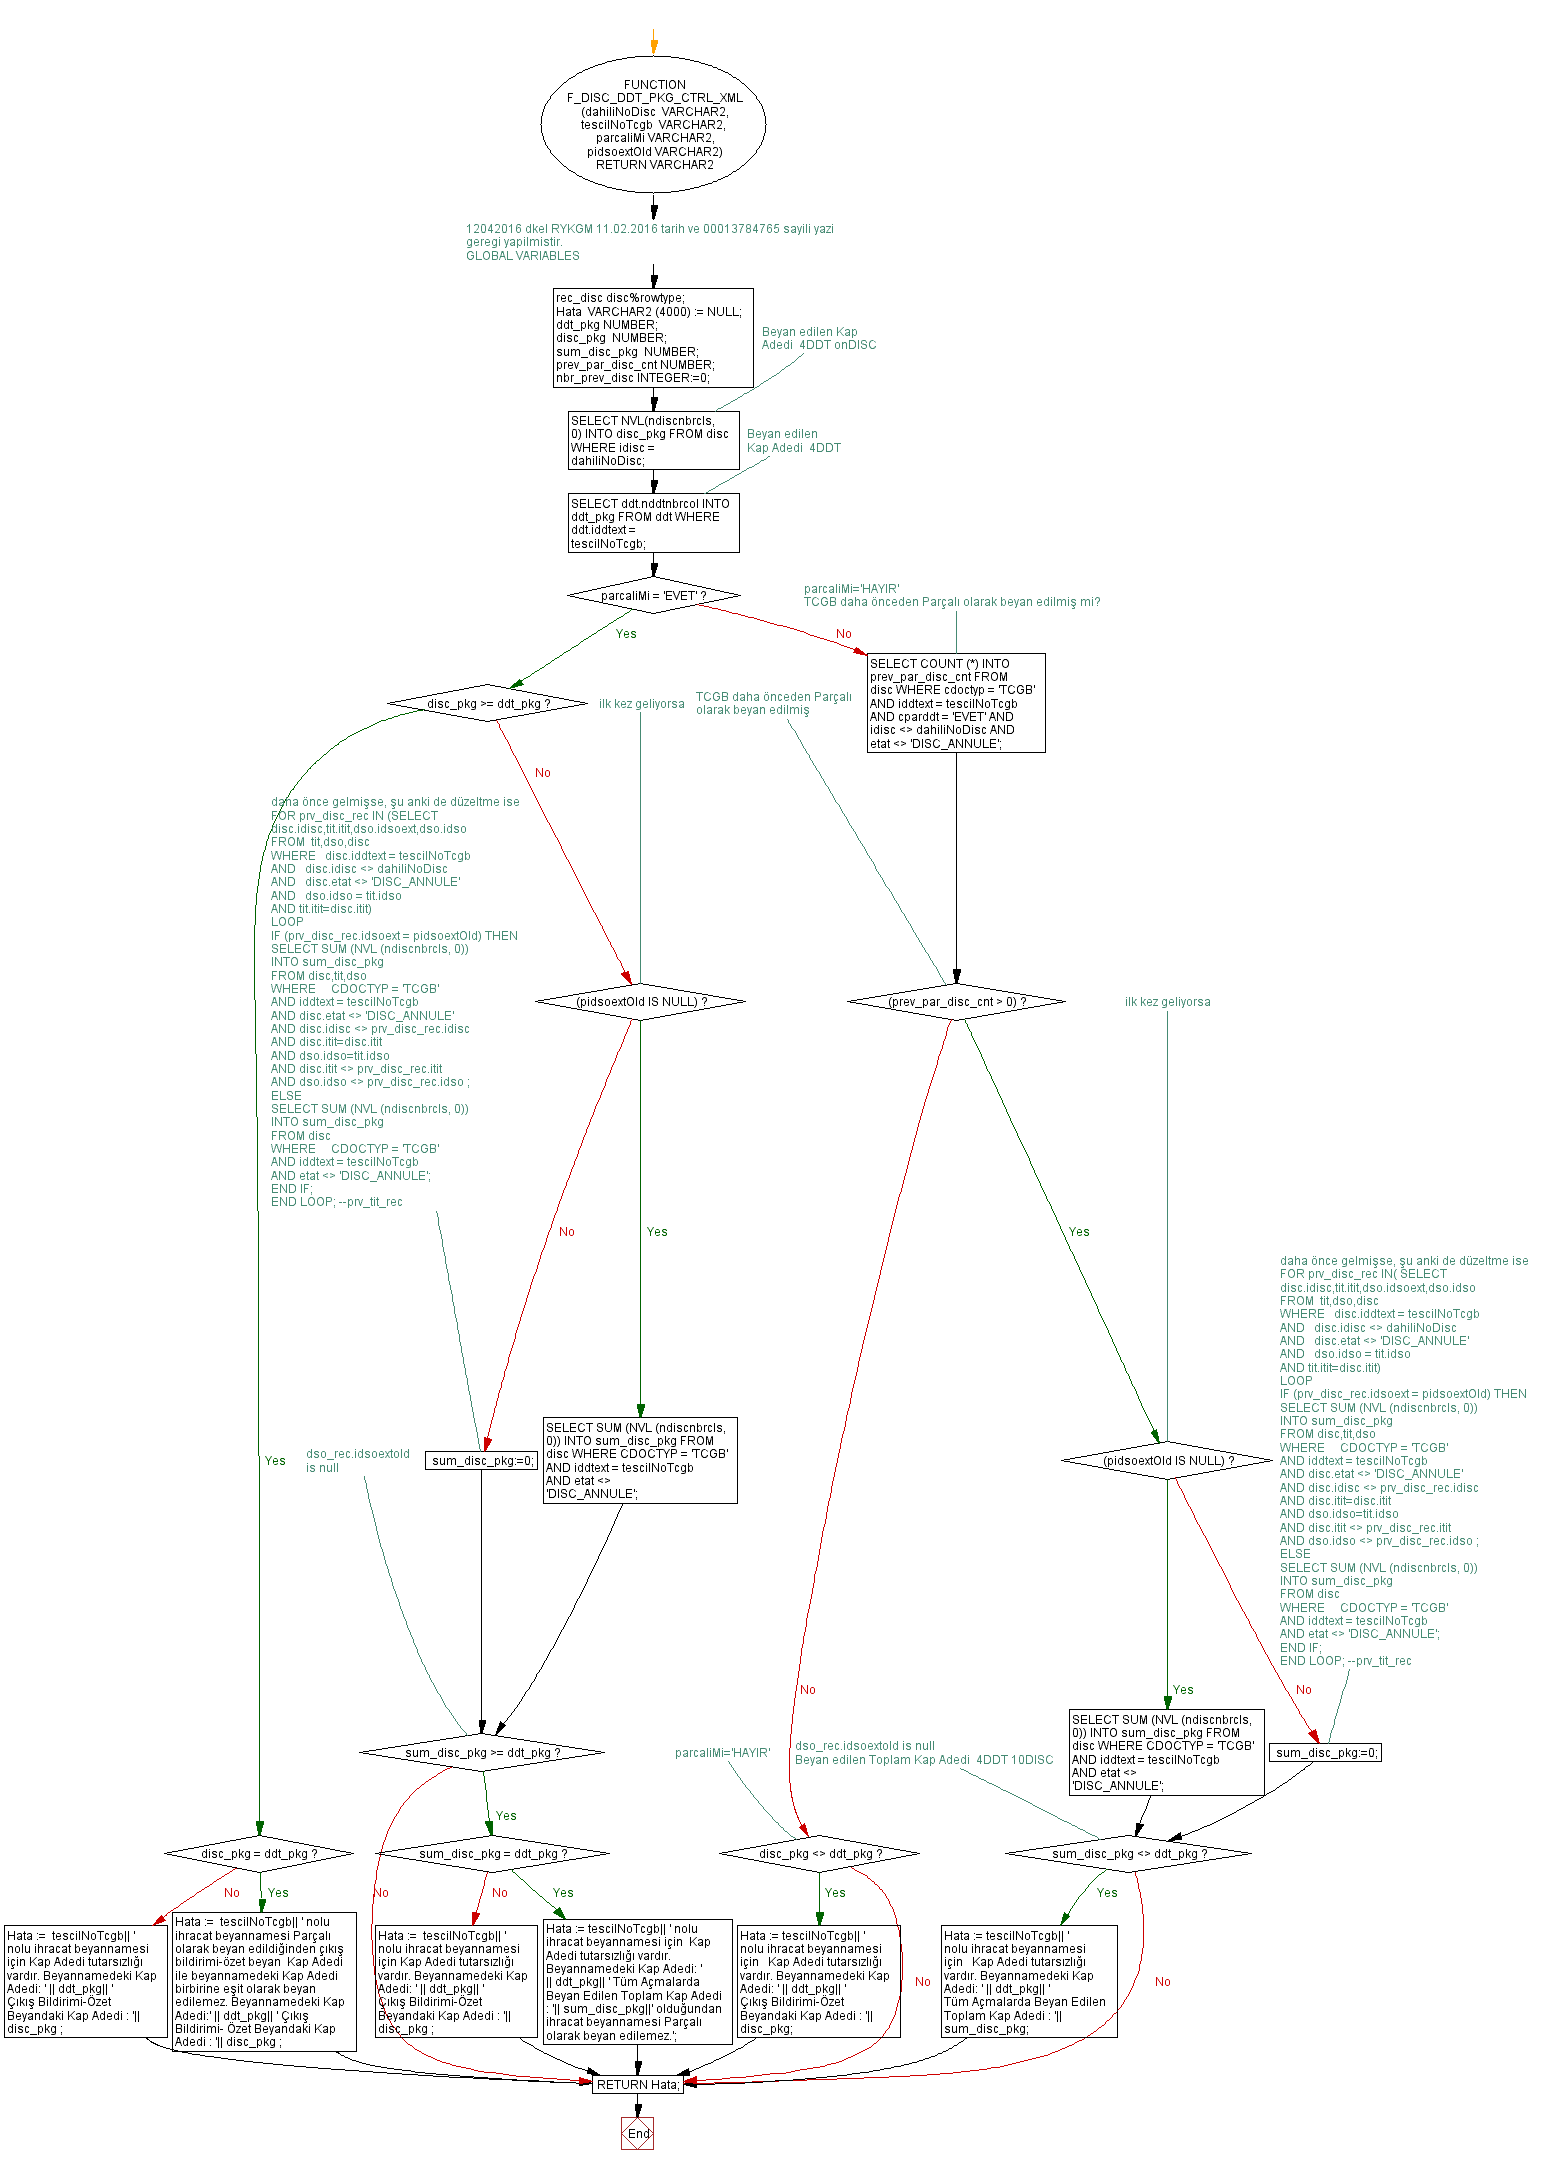 FUNCTION
F_DISC_DDT_PKG_CTRL_XML
(dahiliNoDisc  VARCHAR2,
tescilNoTcgb  VARCHAR2,
parcaliMi VARCHAR2,
pidsoextOld VARCHAR2)
RETURN VARCHAR2
12042016 dkel RYKGM 11.02.2016 tarih ve 00013784765 sayili yazi
geregi yapilmistir.
GLOBAL VARIABLES
rec_disc disc%rowtype;
Hata  VARCHAR2 (4000) := NULL;
ddt_pkg NUMBER;
disc_pkg  NUMBER;
sum_disc_pkg  NUMBER;
prev_par_disc_cnt NUMBER;
nbr_prev_disc INTEGER:=0;
Beyan edilen Kap
Adedi  4DDT onDISC
SELECT NVL(ndiscnbrcls,
0) INTO disc_pkg FROM disc
WHERE idisc =
dahiliNoDisc;
Beyan edilen
Kap Adedi  4DDT
SELECT ddt.nddtnbrcol INTO
ddt_pkg FROM ddt WHERE
ddt.iddtext =
tescilNoTcgb;
parcaliMi = 'EVET' ?
parcaliMi='HAYIR'
TCGB daha önceden Parçalı olarak beyan edilmiş mi?
Yes
No
SELECT COUNT (*) INTO
prev_par_disc_cnt FROM
disc WHERE cdoctyp = 'TCGB'
AND iddtext = tescilNoTcgb
AND cparddt = 'EVET' AND
idisc <> dahiliNoDisc AND
etat <> 'DISC_ANNULE';
disc_pkg >= ddt_pkg ?
ilk kez geliyorsa
TCGB daha önceden Parçalı
olarak beyan edilmiş
No
daha önce gelmişse, şu anki de düzeltme ise
FOR prv_disc_rec IN (SELECT
disc.idisc,tit.itit,dso.idsoext,dso.idso
FROM  tit,dso,disc
WHERE   disc.iddtext = tescilNoTcgb
AND   disc.idisc <> dahiliNoDisc
AND   disc.etat <> 'DISC_ANNULE'
AND   dso.idso = tit.idso
AND tit.itit=disc.itit)
LOOP
IF (prv_disc_rec.idsoext = pidsoextOld) THEN
SELECT SUM (NVL (ndiscnbrcls, 0))
INTO sum_disc_pkg
FROM disc,tit,dso
WHERE     CDOCTYP = 'TCGB'
AND iddtext = tescilNoTcgb
AND disc.etat <> 'DISC_ANNULE'
AND disc.idisc <> prv_disc_rec.idisc
AND disc.itit=disc.itit
AND dso.idso=tit.idso
AND disc.itit <> prv_disc_rec.itit
AND dso.idso <> prv_disc_rec.idso ;
ELSE
SELECT SUM (NVL (ndiscnbrcls, 0))
INTO sum_disc_pkg
FROM disc
WHERE     CDOCTYP = 'TCGB'
AND iddtext = tescilNoTcgb
AND etat <> 'DISC_ANNULE';
END IF;
END LOOP; --prv_tit_rec
(pidsoextOld IS NULL) ?
(prev_par_disc_cnt > 0) ?
ilk kez geliyorsa
No
Yes
Yes
daha önce gelmişse, şu anki de düzeltme ise
FOR prv_disc_rec IN( SELECT
disc.idisc,tit.itit,dso.idsoext,dso.idso
FROM  tit,dso,disc
WHERE   disc.iddtext = tescilNoTcgb
AND   disc.idisc <> dahiliNoDisc
AND   disc.etat <> 'DISC_ANNULE'
AND   dso.idso = tit.idso
AND tit.itit=disc.itit)
LOOP
IF (prv_disc_rec.idsoext = pidsoextOld) THEN
SELECT SUM (NVL (ndiscnbrcls, 0))
INTO sum_disc_pkg
FROM disc,tit,dso
WHERE     CDOCTYP = 'TCGB'
AND iddtext = tescilNoTcgb
AND disc.etat <> 'DISC_ANNULE'
AND disc.idisc <> prv_disc_rec.idisc
AND disc.itit=disc.itit
AND dso.idso=tit.idso
AND disc.itit <> prv_disc_rec.itit
AND dso.idso <> prv_disc_rec.idso ;
ELSE
SELECT SUM (NVL (ndiscnbrcls, 0))
INTO sum_disc_pkg
FROM disc
WHERE     CDOCTYP = 'TCGB'
AND iddtext = tescilNoTcgb
AND etat <> 'DISC_ANNULE';
END IF;
END LOOP; --prv_tit_rec
Yes
dso_rec.idsoextold
is null
sum_disc_pkg:=0;
SELECT SUM (NVL (ndiscnbrcls,
0)) INTO sum_disc_pkg FROM
disc WHERE CDOCTYP = 'TCGB'
AND iddtext = tescilNoTcgb
AND etat <>
'DISC_ANNULE';
(pidsoextOld IS NULL) ?
No
Yes
No
SELECT SUM (NVL (ndiscnbrcls,
0)) INTO sum_disc_pkg FROM
disc WHERE CDOCTYP = 'TCGB'
AND iddtext = tescilNoTcgb
AND etat <>
'DISC_ANNULE';
sum_disc_pkg:=0;
sum_disc_pkg >= ddt_pkg ?
parcaliMi='HAYIR'
dso_rec.idsoextold is null
Beyan edilen Toplam Kap Adedi  4DDT 10DISC
Yes
disc_pkg = ddt_pkg ?
sum_disc_pkg = ddt_pkg ?
disc_pkg <> ddt_pkg ?
sum_disc_pkg <> ddt_pkg ?
No
Yes
No
No
Yes
Yes
Yes
Hata :=  tescilNoTcgb|| '
nolu ihracat beyannamesi
için Kap Adedi tutarsızlığı
vardır. Beyannamedeki Kap
Adedi: ' || ddt_pkg|| '
Çıkış Bildirimi-Özet
Beyandaki Kap Adedi : '||
disc_pkg ;
Hata :=  tescilNoTcgb|| ' nolu
ihracat beyannamesi Parçalı
olarak beyan edildiğinden çıkış
bildirimi-özet beyan  Kap Adedi
ile beyannamedeki Kap Adedi
birbirine eşit olarak beyan
edilemez. Beyannamedeki Kap
Adedi:' || ddt_pkg|| ' Çıkış
Bildirimi- Özet Beyandaki Kap
Adedi : '|| disc_pkg ;
Hata :=  tescilNoTcgb|| '
nolu ihracat beyannamesi
için Kap Adedi tutarsızlığı
vardır. Beyannamedeki Kap
Adedi: ' || ddt_pkg|| '
Çıkış Bildirimi-Özet
Beyandaki Kap Adedi : '||
disc_pkg ;
Hata := tescilNoTcgb|| ' nolu
ihracat beyannamesi için  Kap
Adedi tutarsızlığı vardır.
Beyannamedeki Kap Adedi: '
|| ddt_pkg|| ' Tüm Açmalarda
Beyan Edilen Toplam Kap Adedi
: '|| sum_disc_pkg||' olduğundan
ihracat beyannamesi Parçalı
olarak beyan edilemez.';
Hata := tescilNoTcgb|| '
nolu ihracat beyannamesi
için   Kap Adedi tutarsızlığı
vardır. Beyannamedeki Kap
Adedi: ' || ddt_pkg|| '
Çıkış Bildirimi-Özet
Beyandaki Kap Adedi : '||
disc_pkg;
Hata := tescilNoTcgb|| '
nolu ihracat beyannamesi
için   Kap Adedi tutarsızlığı
vardır. Beyannamedeki Kap
Adedi: ' || ddt_pkg|| '
Tüm Açmalarda Beyan Edilen
Toplam Kap Adedi : '||
sum_disc_pkg;
No
No
RETURN Hata;
End